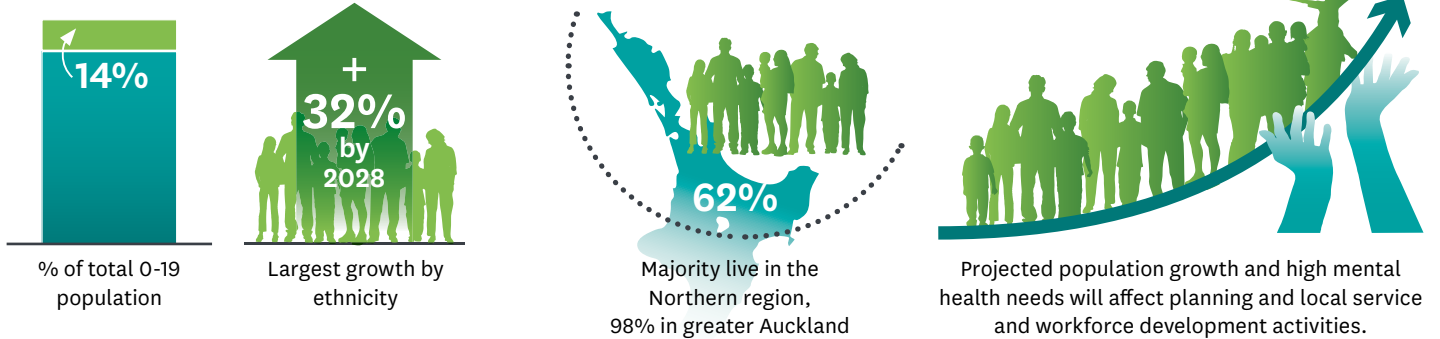 14%
% of total 0-19
population
+
32%
by
2028
Largest growth by
ethnicity
62%
Majority live in the
Northern region,
98% in greater Auckland
Projected population growth and high mental
health needs will affect planning and local service
and workforce development activities.